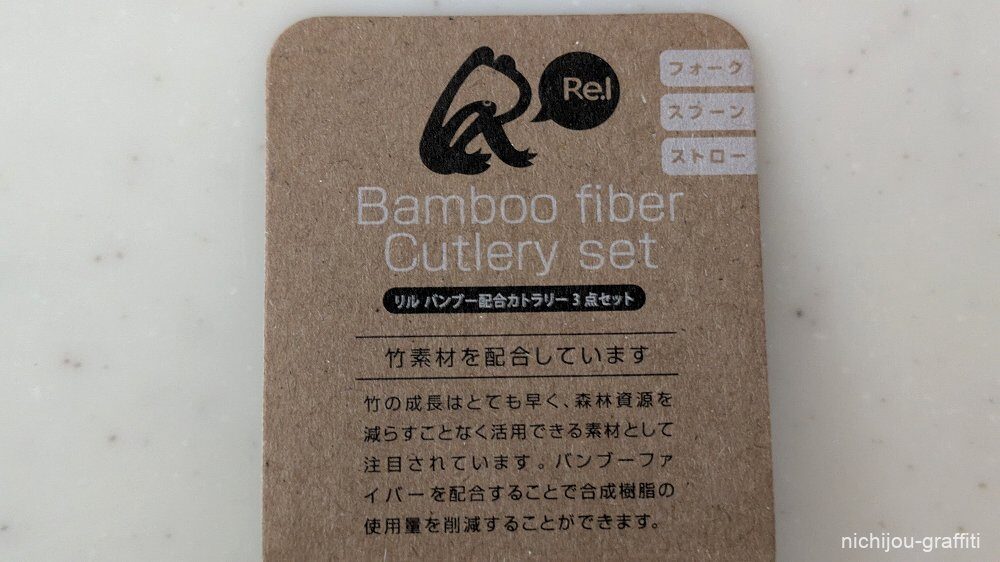 Re.l
フォーク
スプーン
ストロー
Bamboo fiber
Cutlery set
リル バンブー配合カトラリー 3 点セット
竹素材を配合しています
竹の成長はとても早く、森林資源を
減らすことなく活用できる素材として
注目されています。バンブーファ
イバーを配合することで合成樹脂の
使用量を削減することができます。
nichijou-graffiti